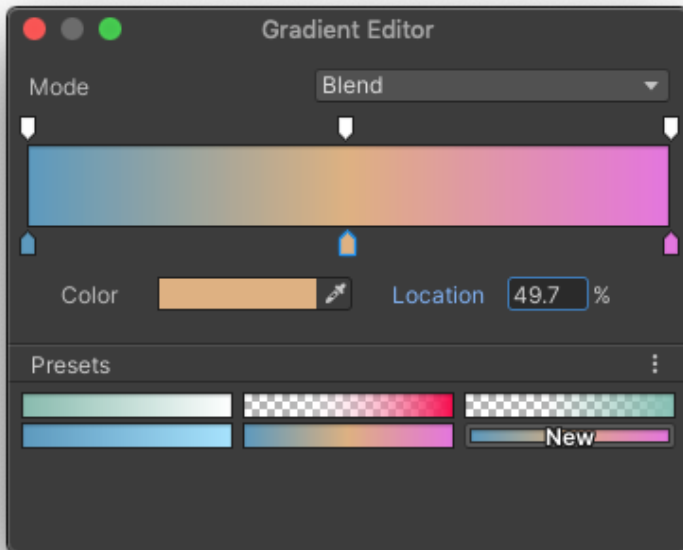 Gradient Editor
Mode Blend
Color Location 49.7 %
Presets
New